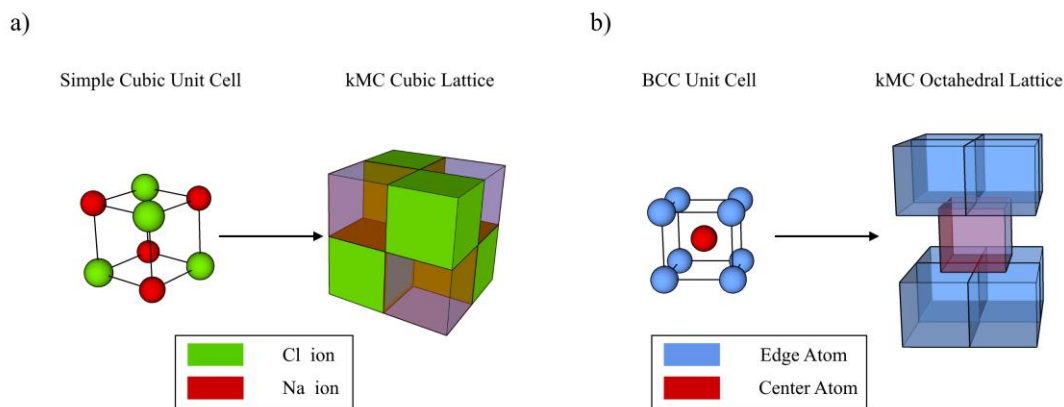 a)
Simple Cubic Unit Cell
kMC Cubic Lattice
Cl ion
Na ion
b)
BCC Unit Cell
kMC Octahedral Lattice
Edge Atom
Center Atom